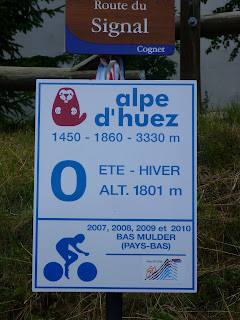 Route du
Signal
Cognet
alpe
d'huez
1450 - 1860 - 3330 m
0
ETE - HIVER
ALT. 1801 m
2007, 2008, 2009 et 2010
BAS MULDER
(PAYS-BAS)